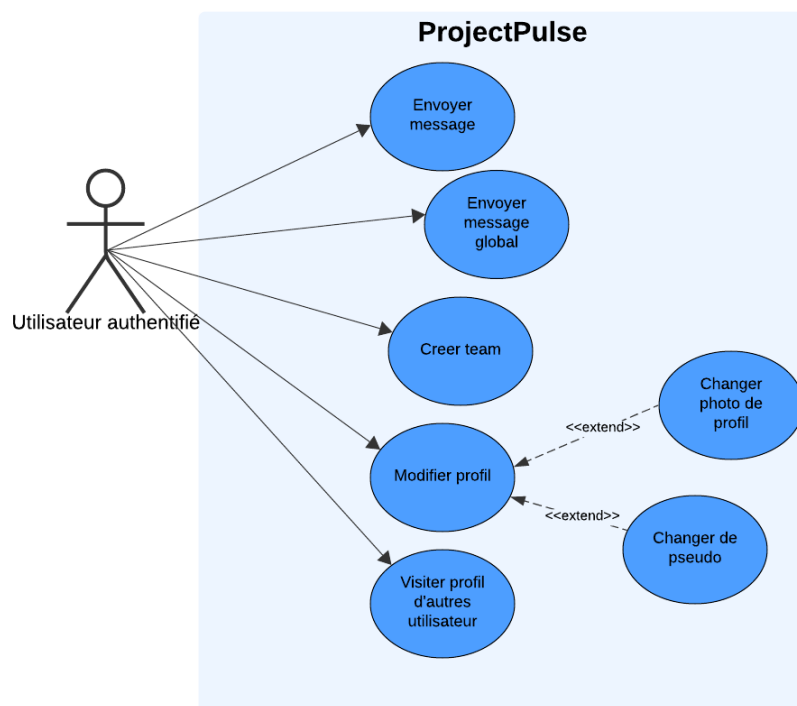 ProjectPulse
Envoyer
message
Envoyer
message
global
Utilisateur authentifié
Creer team
Changer
photo de
profil
<<extend>>
Modifier profil
<<extend>>
Changer de
pseudo
Visiter profil
d'autres
utilisateur